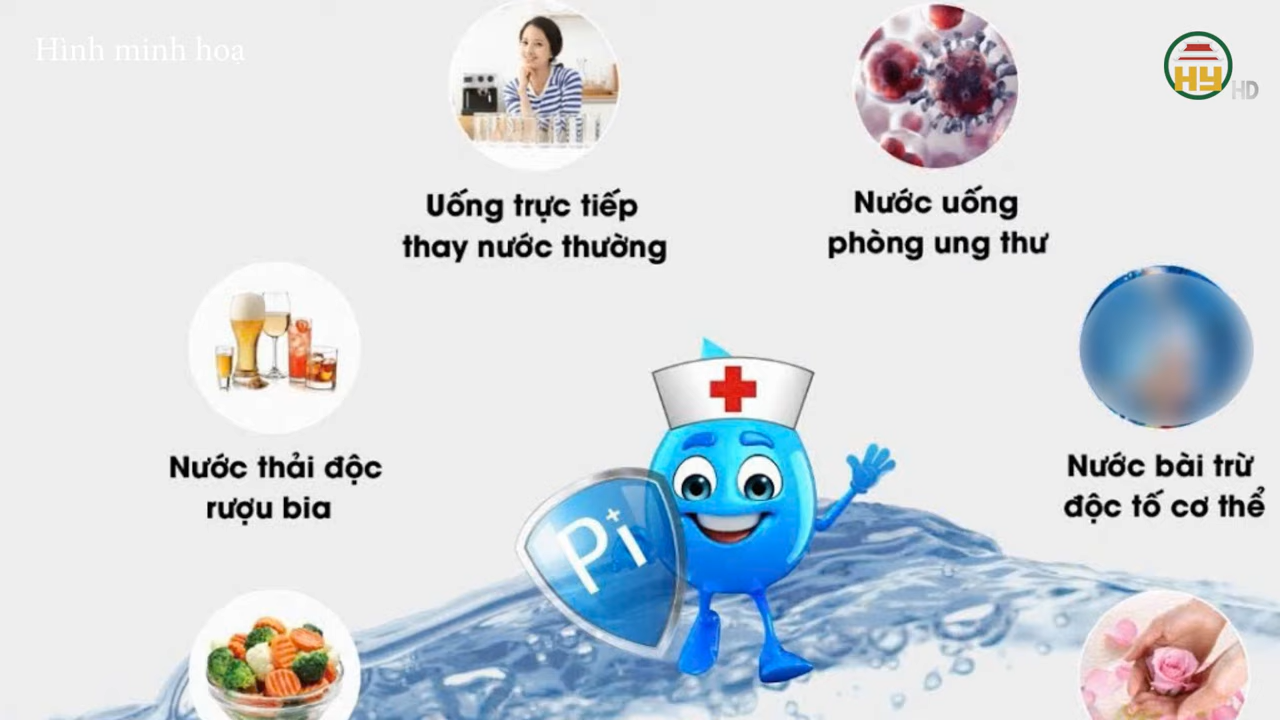 Hình minh hoạ
HY HD
Uống trực tiếp
thay nước thường
Nước uống
phòng ung thư
Nước thải độc
rượu bia
Nước bài trừ
độc tố cơ thể
Pi+